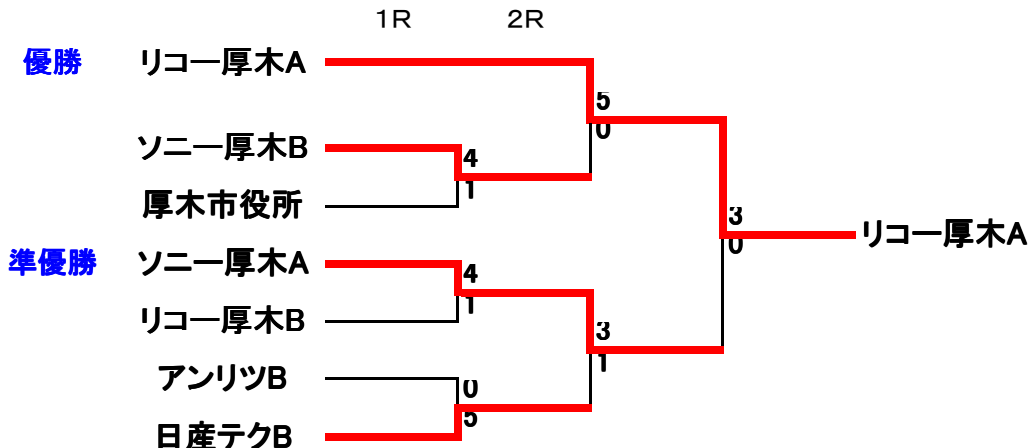 1R 2R
優勝 リコー厚木A
5
0
ソニー厚木B
4
1
厚木市役所
3
0
リコー厚木A
準優勝 ソニー厚木A
4
1
リコー厚木B
3
1
アンリツB
0
5
日産テクB